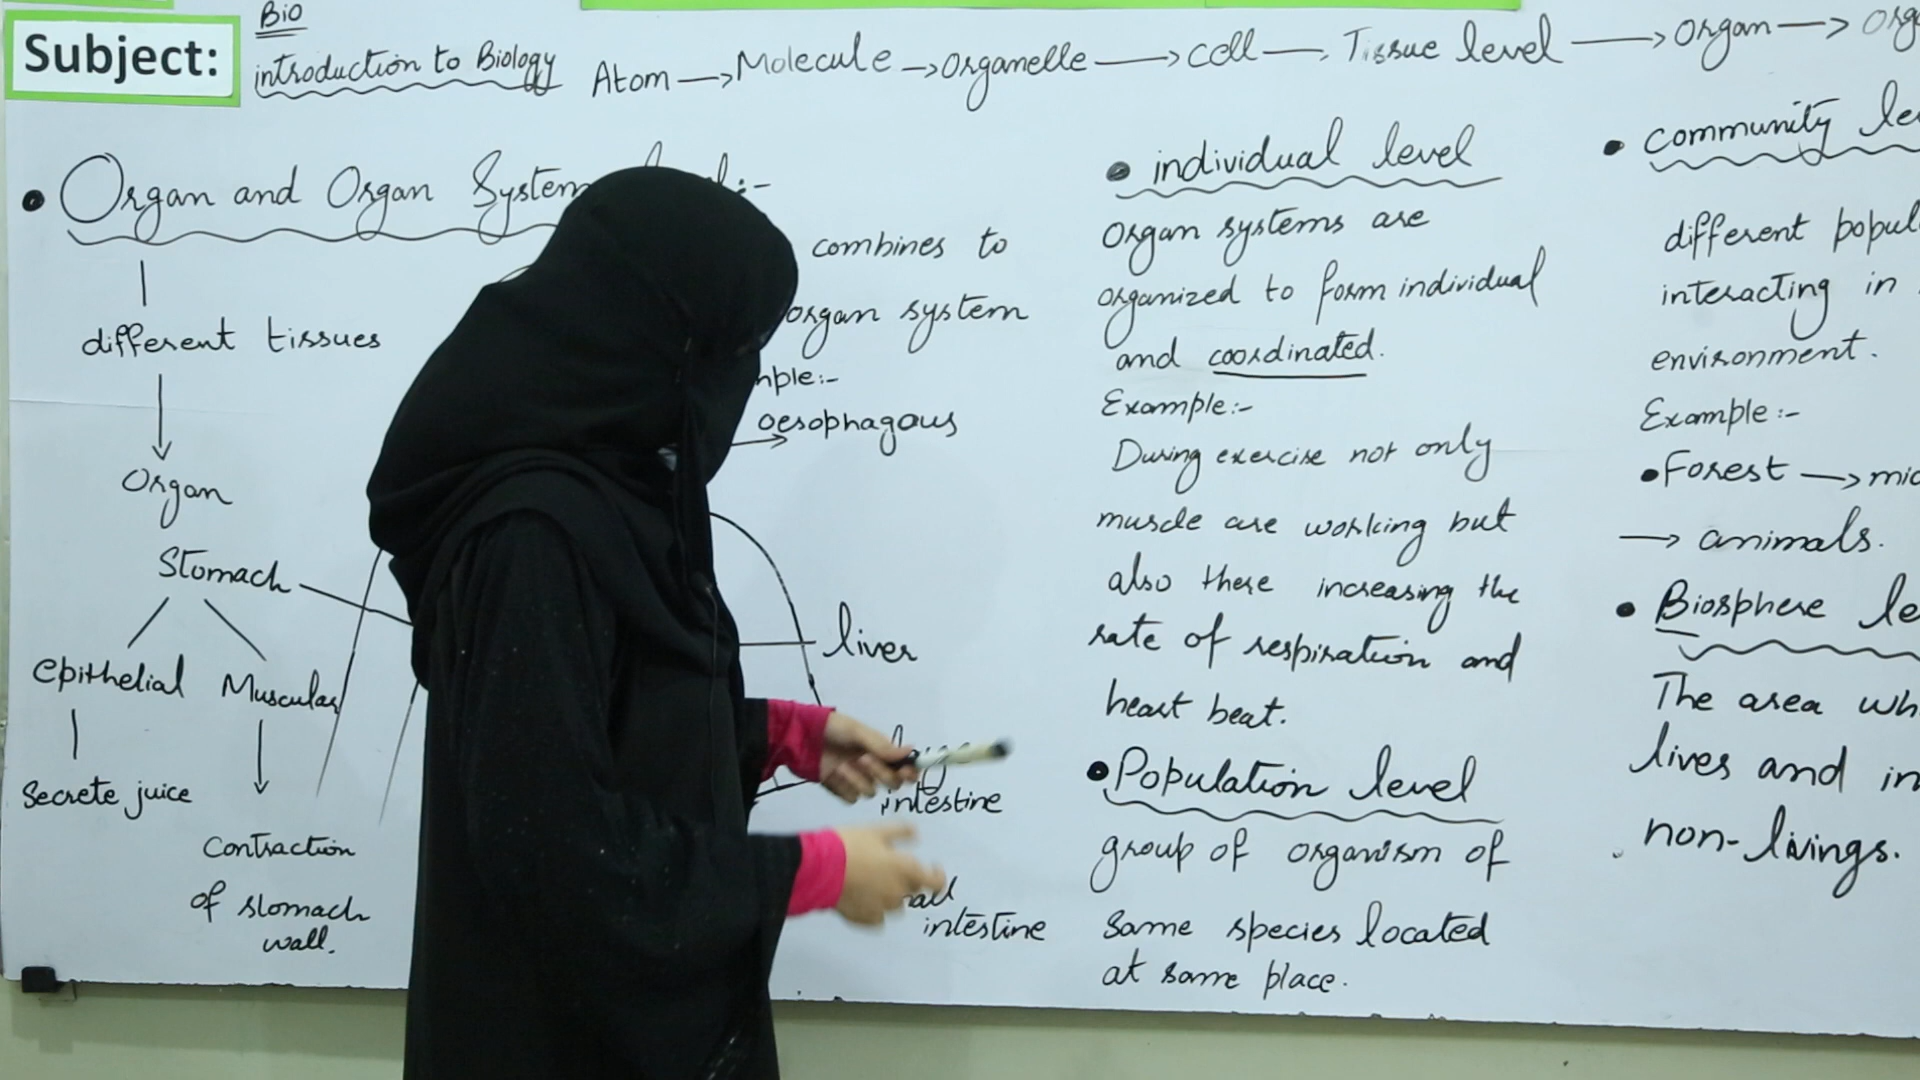 Subject:
Bio
introduction to Biology
Atom → Molecule → Organelle → cell → Tissue level → Organ →
• Organ and Organ System
different tissues
Organ
Stomach
Epithelial Muscular
Secrete juice
Contraction
of stomach
wall.
combines to
organ system
oesophagous
liver
intestine
intestine
• individual level
Organ systems are
organized to form individual
and coordinated.
Example:-
During exercise not only
muscle are working but
also there increasing the
rate of respiration and
heart beat.
• Population level
group of organism of
Same species located
at same place.
• community
different
interacting in
environment.
Example:-
• Forest →
→ animals.
• Biosphere
The area
lives and
non-livings.